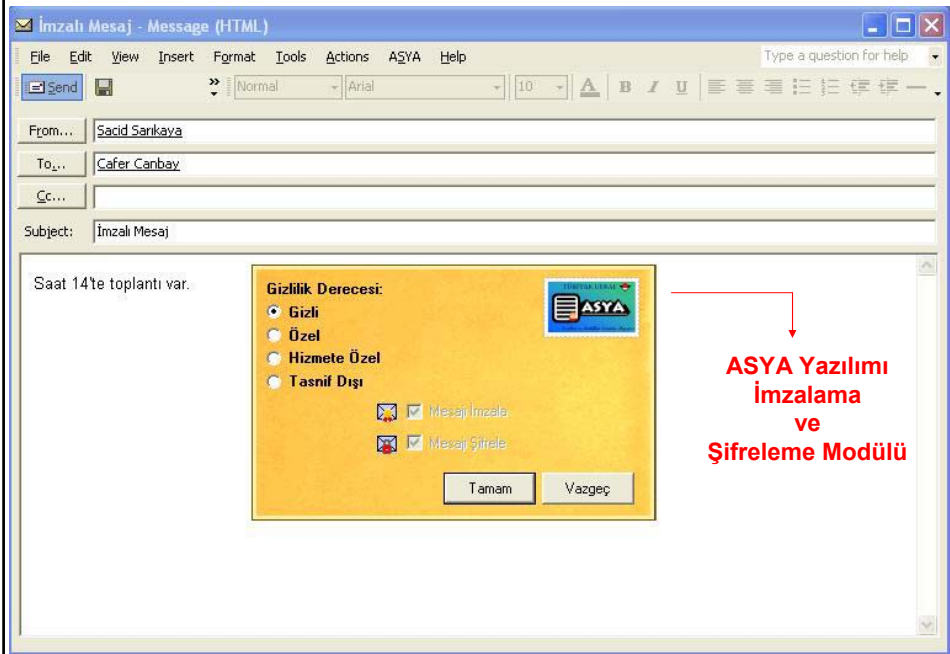 İmzalı Mesaj - Message (HTML)
File Edit View Insert Format Tools Actions ASYA Help
Type a question for help
Send
Normal
Arial
10
A B I U
From...
Sacid Sarıkaya
To...
Cafer Canbay
Cc...
Subject:
İmzalı Mesaj
Saat 14'te toplantı var.
Gizlilik Derecesi:
Gizli
Özel
Hizmete Özel
Tasnif Dışı
Mesajı İmzala
Mesajı Şifrele
Tamam
Vazgeç
ASYA
ASYA Yazılımı
İmzalama
ve
Şifreleme Modülü